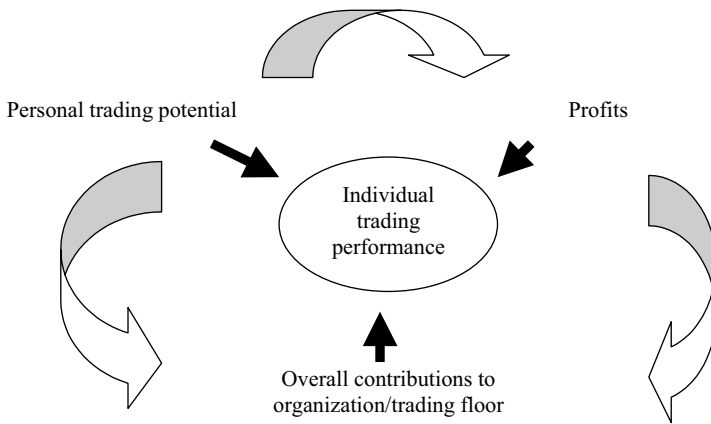 Personal trading potential
Profits
Individual
trading
performance
Overall contributions to
organization/trading floor